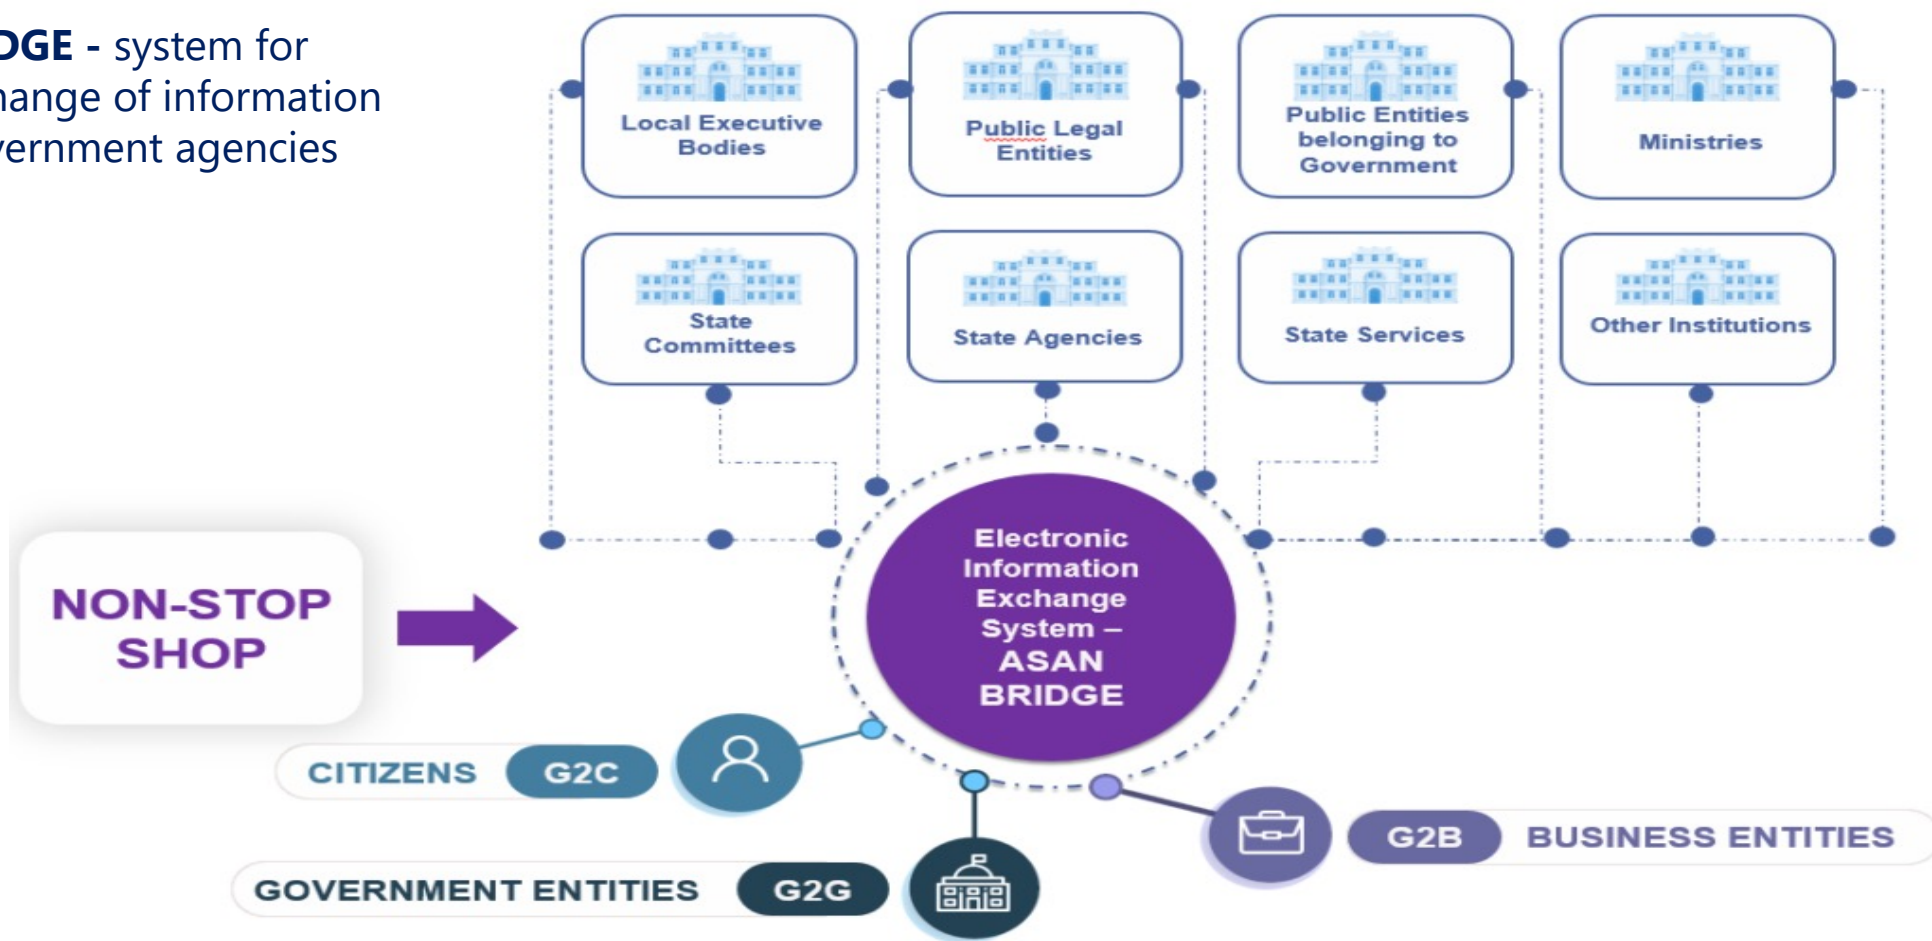 DGE - system for
hange of information
vernment agencies
Local Executive
Bodies
Public Legal
Entities
Public Entities
belonging to
Government
Ministries
State
Committees
State Agencies
State Services
Other Institutions
NON-STOP
SHOP
Electronic
Information
Exchange
System –
ASAN
BRIDGE
CITIZENS G2C
GOVERNMENT ENTITIES G2G
G2B BUSINESS ENTITIES